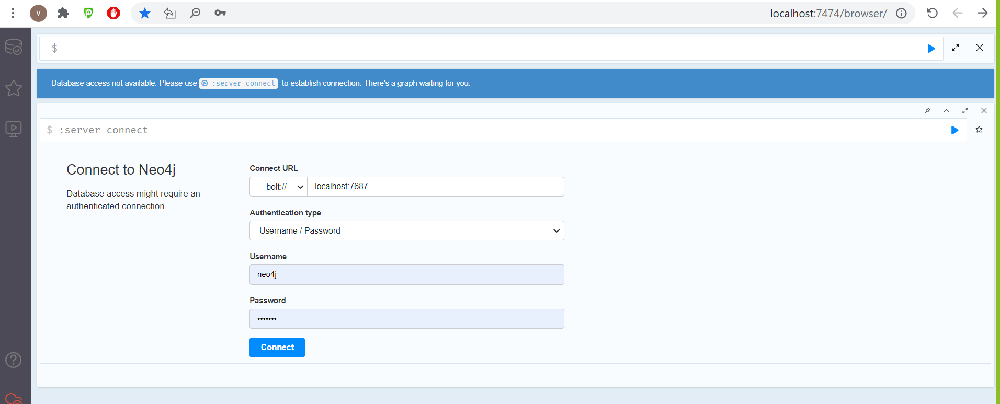 V
localhost:7474/browser/
$
Database access not available. Please use :server connect to establish connection. There's a graph waiting for you.
$ :server connect
Connect to Neo4j
Database access might require an
authenticated connection
Connect URL
bolt://
localhost:7687
Authentication type
Username / Password
Username
neo4j
Password
•••••••
Connect